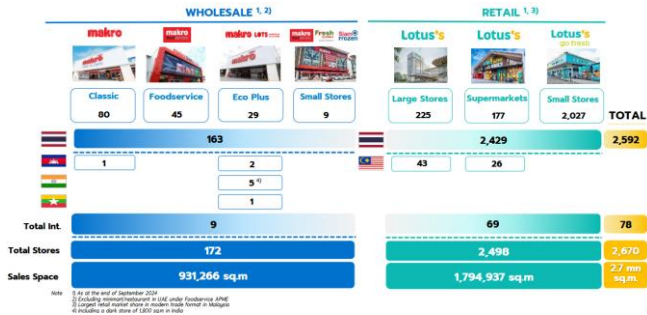 WHOLESALE 1, 2)
RETAIL 1, 3)
makro
makro
makro LOTS
makro Fresh Siam Frozen
Lotus's
Lotus's
Lotus's
go fresh
Classic
80
Foodservice
45
Eco Plus
29
Small Stores
9
Large Stores
225
Supermarkets
177
Small Stores
2,027
TOTAL
163
2,429
2,592
1
2
43
26
5 4)
1
Total Int.
9
69
78
Total Stores
172
2,498
2,670
Sales Space
931,266 sq.m
1,794,937 sq.m
2.7 mn
sq.m.
Note
1) As at the end of September 2024
2) Excluding minimart/restaurant in UAE under Foodservice APME
3) Largest retail market share in modern trade format in Malaysia
4) Including a dark store of 1,800 sq.m in India